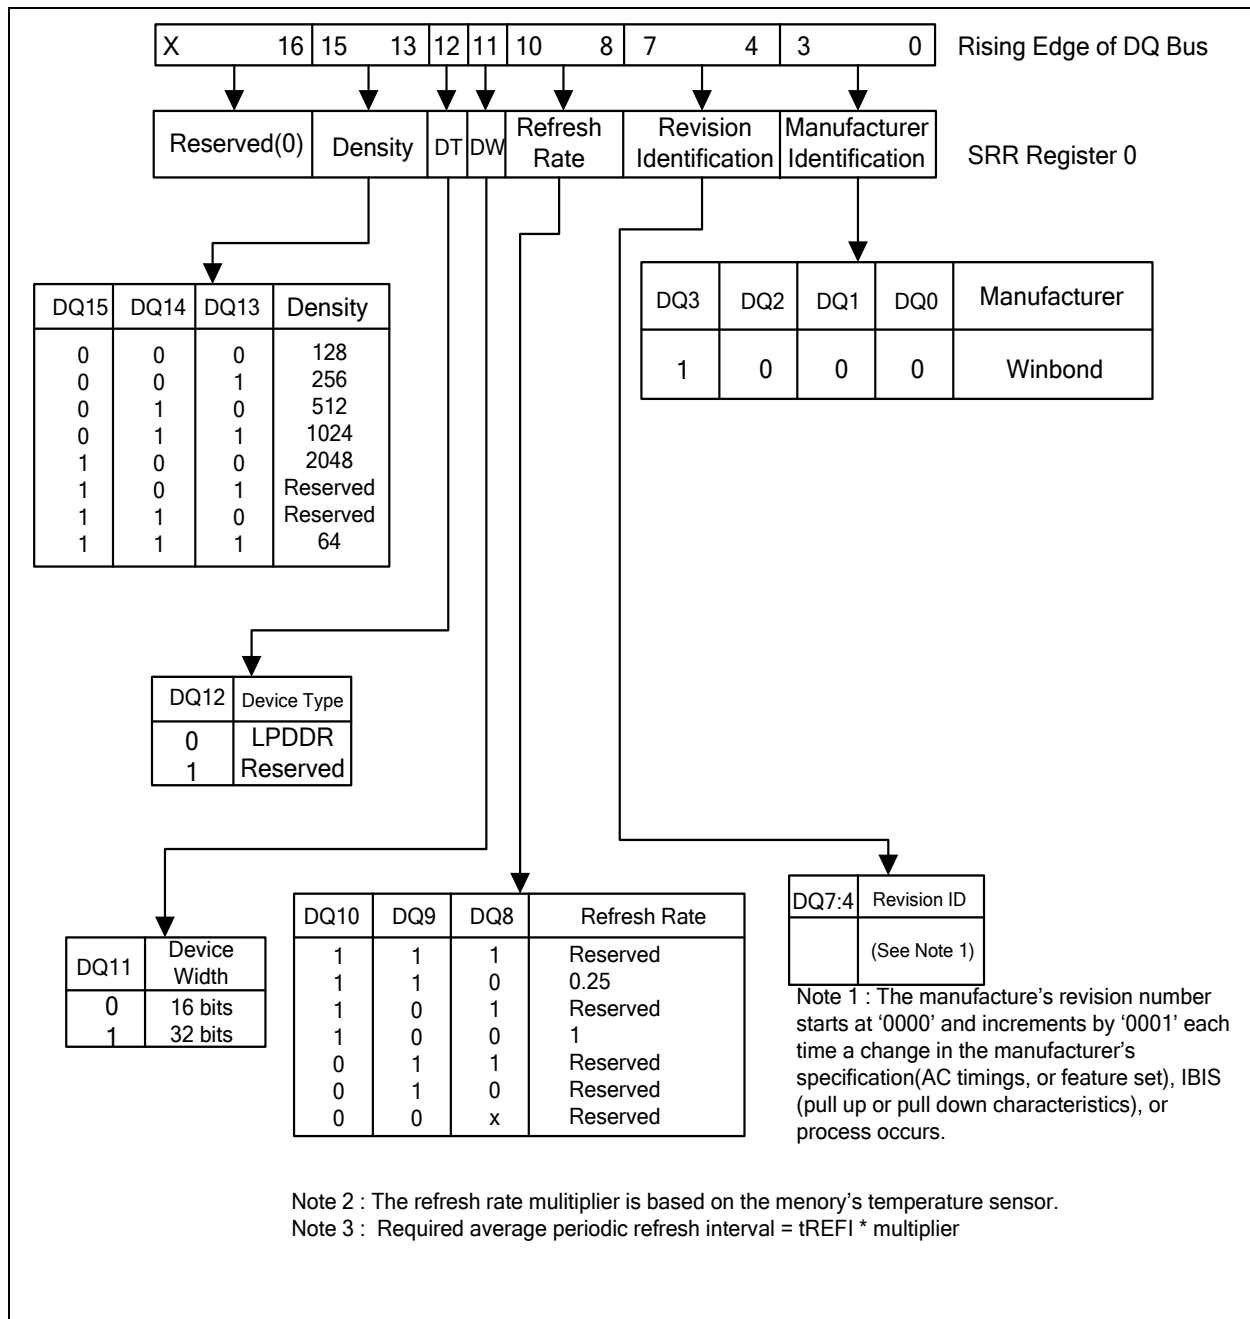 X 16 15 13 12 11 10 8 7 4 3 0 Rising Edge of DQ Bus
Reserved(0) Density DT DW Refresh Rate Revision Identification Manufacturer Identification SRR Register 0
DQ15 DQ14 DQ13 Density
0 0 0 128
0 0 1 256
0 1 0 512
0 1 1 1024
1 0 0 2048
1 0 1 Reserved
1 1 0 Reserved
1 1 1 64
DQ3 DQ2 DQ1 DQ0 Manufacturer
1 0 0 0 Winbond
DQ12 Device Type
0 LPDDR
1 Reserved
DQ11 Device Width
0 16 bits
1 32 bits
DQ10 DQ9 DQ8 Refresh Rate
1 1 1 Reserved
1 1 0 0.25
1 0 1 Reserved
1 0 0 1
0 1 1 Reserved
0 1 0 Reserved
0 0 x Reserved
DQ7:4 Revision ID
(See Note 1)
Note 1 : The manufacture's revision number
starts at ‘0000’ and increments by ‘0001’ each
time a change in the manufacturer's
specification(AC timings, or feature set), IBIS
(pull up or pull down characteristics), or
process occurs.
Note 2 : The refresh rate mulitiplier is based on the menory's temperature sensor.
Note 3 : Required average periodic refresh interval = tREFI * multiplier